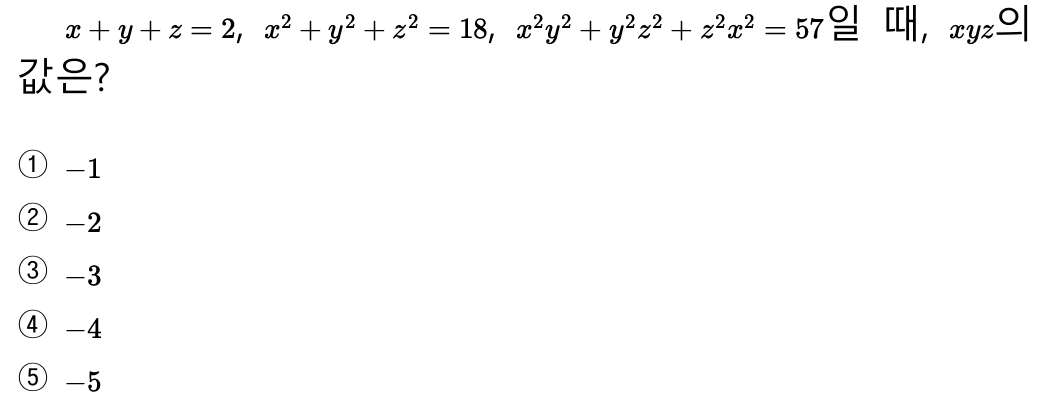 x + y + z = 2, x² + y² + z² = 18, x²y² + y²z² + z²x² = 57일 때, xyz의
값은?
① −1
② −2
③ −3
④ −4
⑤ −5